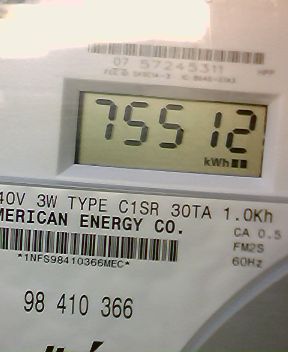 07 57245311
75512
kWh
40V 3W TYPE C1SR 30TA 1.0Kh
MERICAN ENERGY CO.
CA 0.5
FM2S
*1NFS98410366MEC*
60Hz
98 410 366